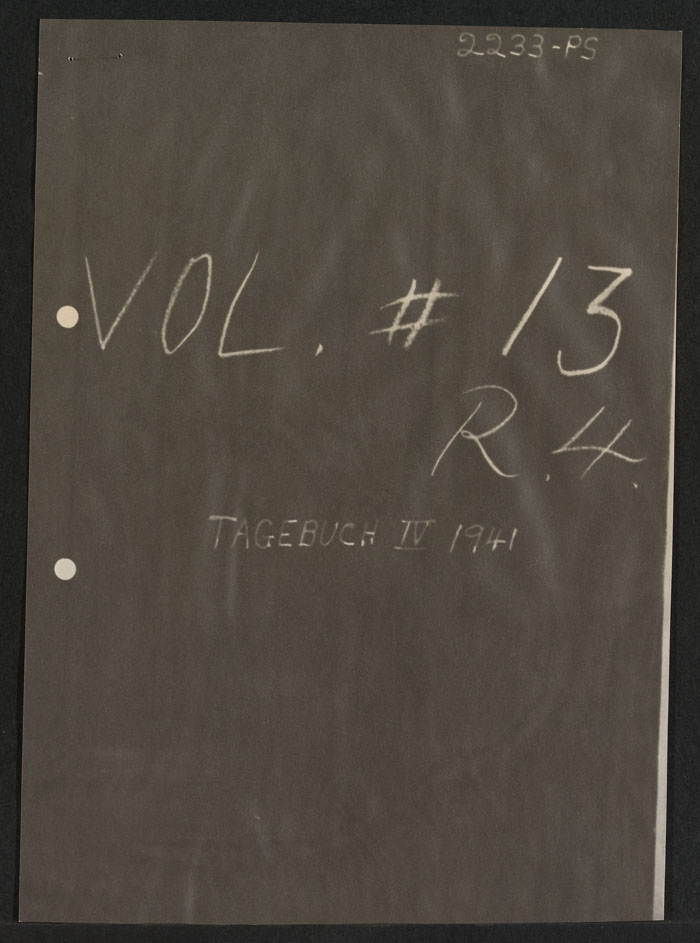 2233-PS
VOL. # 13
R.4.
TAGEBUCH IV 1941